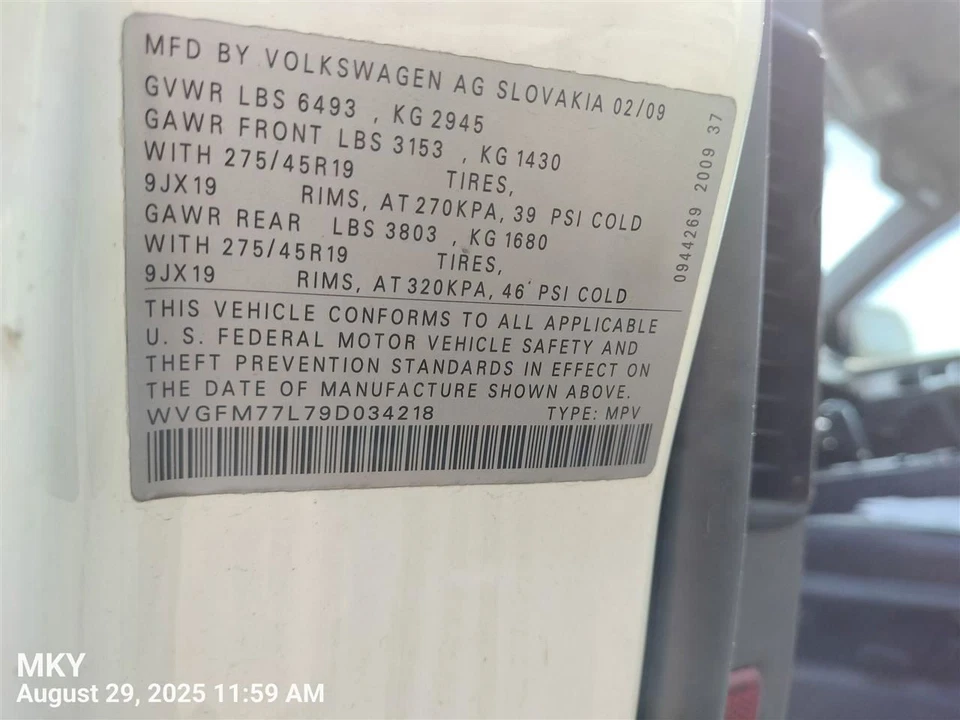 MFD BY VOLKSWAGEN AG SLOVAKIA 02/09
GVWR LBS 6493 , KG 2945
GAWR FRONT LBS 3153 , KG 1430
WITH 275/45R19 TIRES,
9JX19 RIMS, AT 270KPA, 39 PSI COLD
GAWR REAR LBS 3803 , KG 1680
WITH 275/45R19 TIRES,
9JX19 RIMS, AT 320KPA, 46 PSI COLD
THIS VEHICLE CONFORMS TO ALL APPLICABLE
U. S. FEDERAL MOTOR VEHICLE SAFETY AND
THEFT PREVENTION STANDARDS IN EFFECT ON
THE DATE OF MANUFACTURE SHOWN ABOVE.
WVGFM77L79D034218 TYPE: MPV
0944269 2009 37
MKY
August 29, 2025 11:59 AM